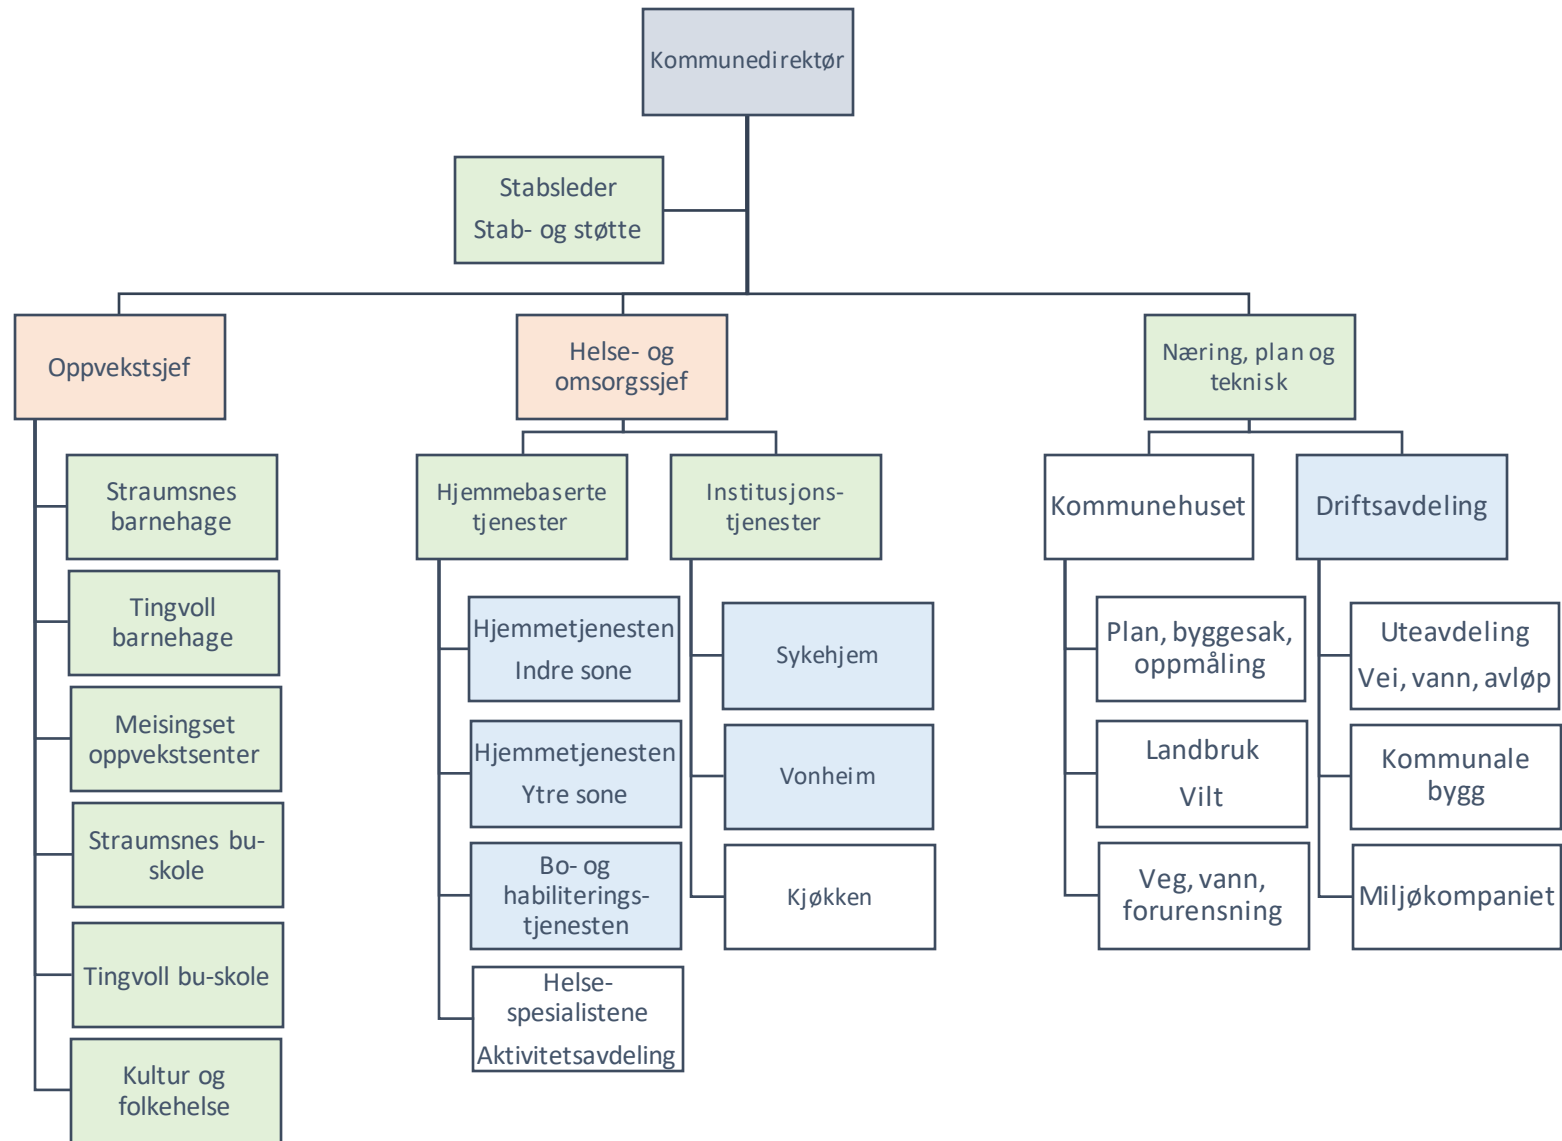 Kommunedirektør
Stabsleder
Stab- og støtte
Oppvekstsjef
Helse- og
omsorgssjef
Næring, plan og
teknisk
Straumsnes
barnehage
Tingvoll
barnehage
Meisingset
oppvekstsenter
Straumsnes bu-
skole
Tingvoll bu-skole
Kultur og
folkehelse
Hjemmebaserte
tjenester
Hjemmetjenesten
Indre sone
Hjemmetjenesten
Ytre sone
Bo- og
habiliterings-
tjenesten
Helse-
spesialistene
Aktivitetsavdeling
Institusjons-
tjenester
Sykehjem
Vonheim
Kjøkken
Kommunehuset
Plan, byggesak,
oppmåling
Landbruk
Vilt
Veg, vann,
forurensning
Driftsavdeling
Uteavdeling
Vei, vann, avløp
Kommunale
bygg
Miljøkompaniet